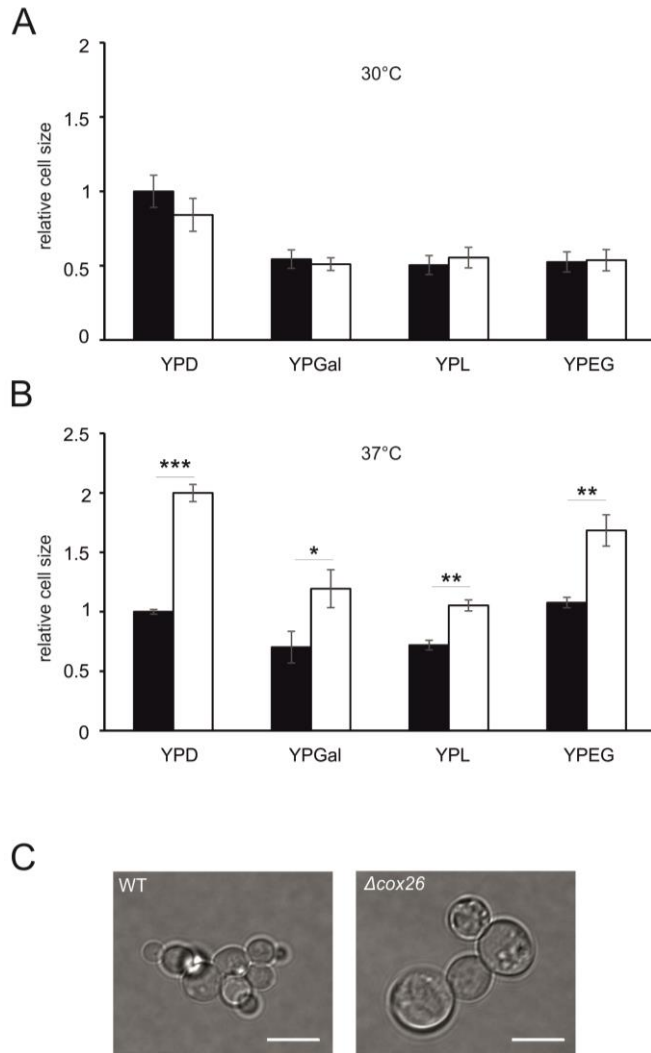 A
2
30°C
1.5
1
0.5
0
relative cell size
YPD YPGal YPL YPEG
B
2.5
37°C
***
2
**
1.5
*
**
1
0.5
0
relative cell size
YPD YPGal YPL YPEG
C
WT Δcox26